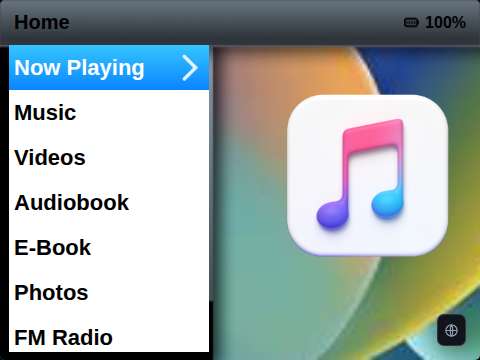 Home
100%
Now Playing
Music
Videos
Audiobook
E-Book
Photos
FM Radio